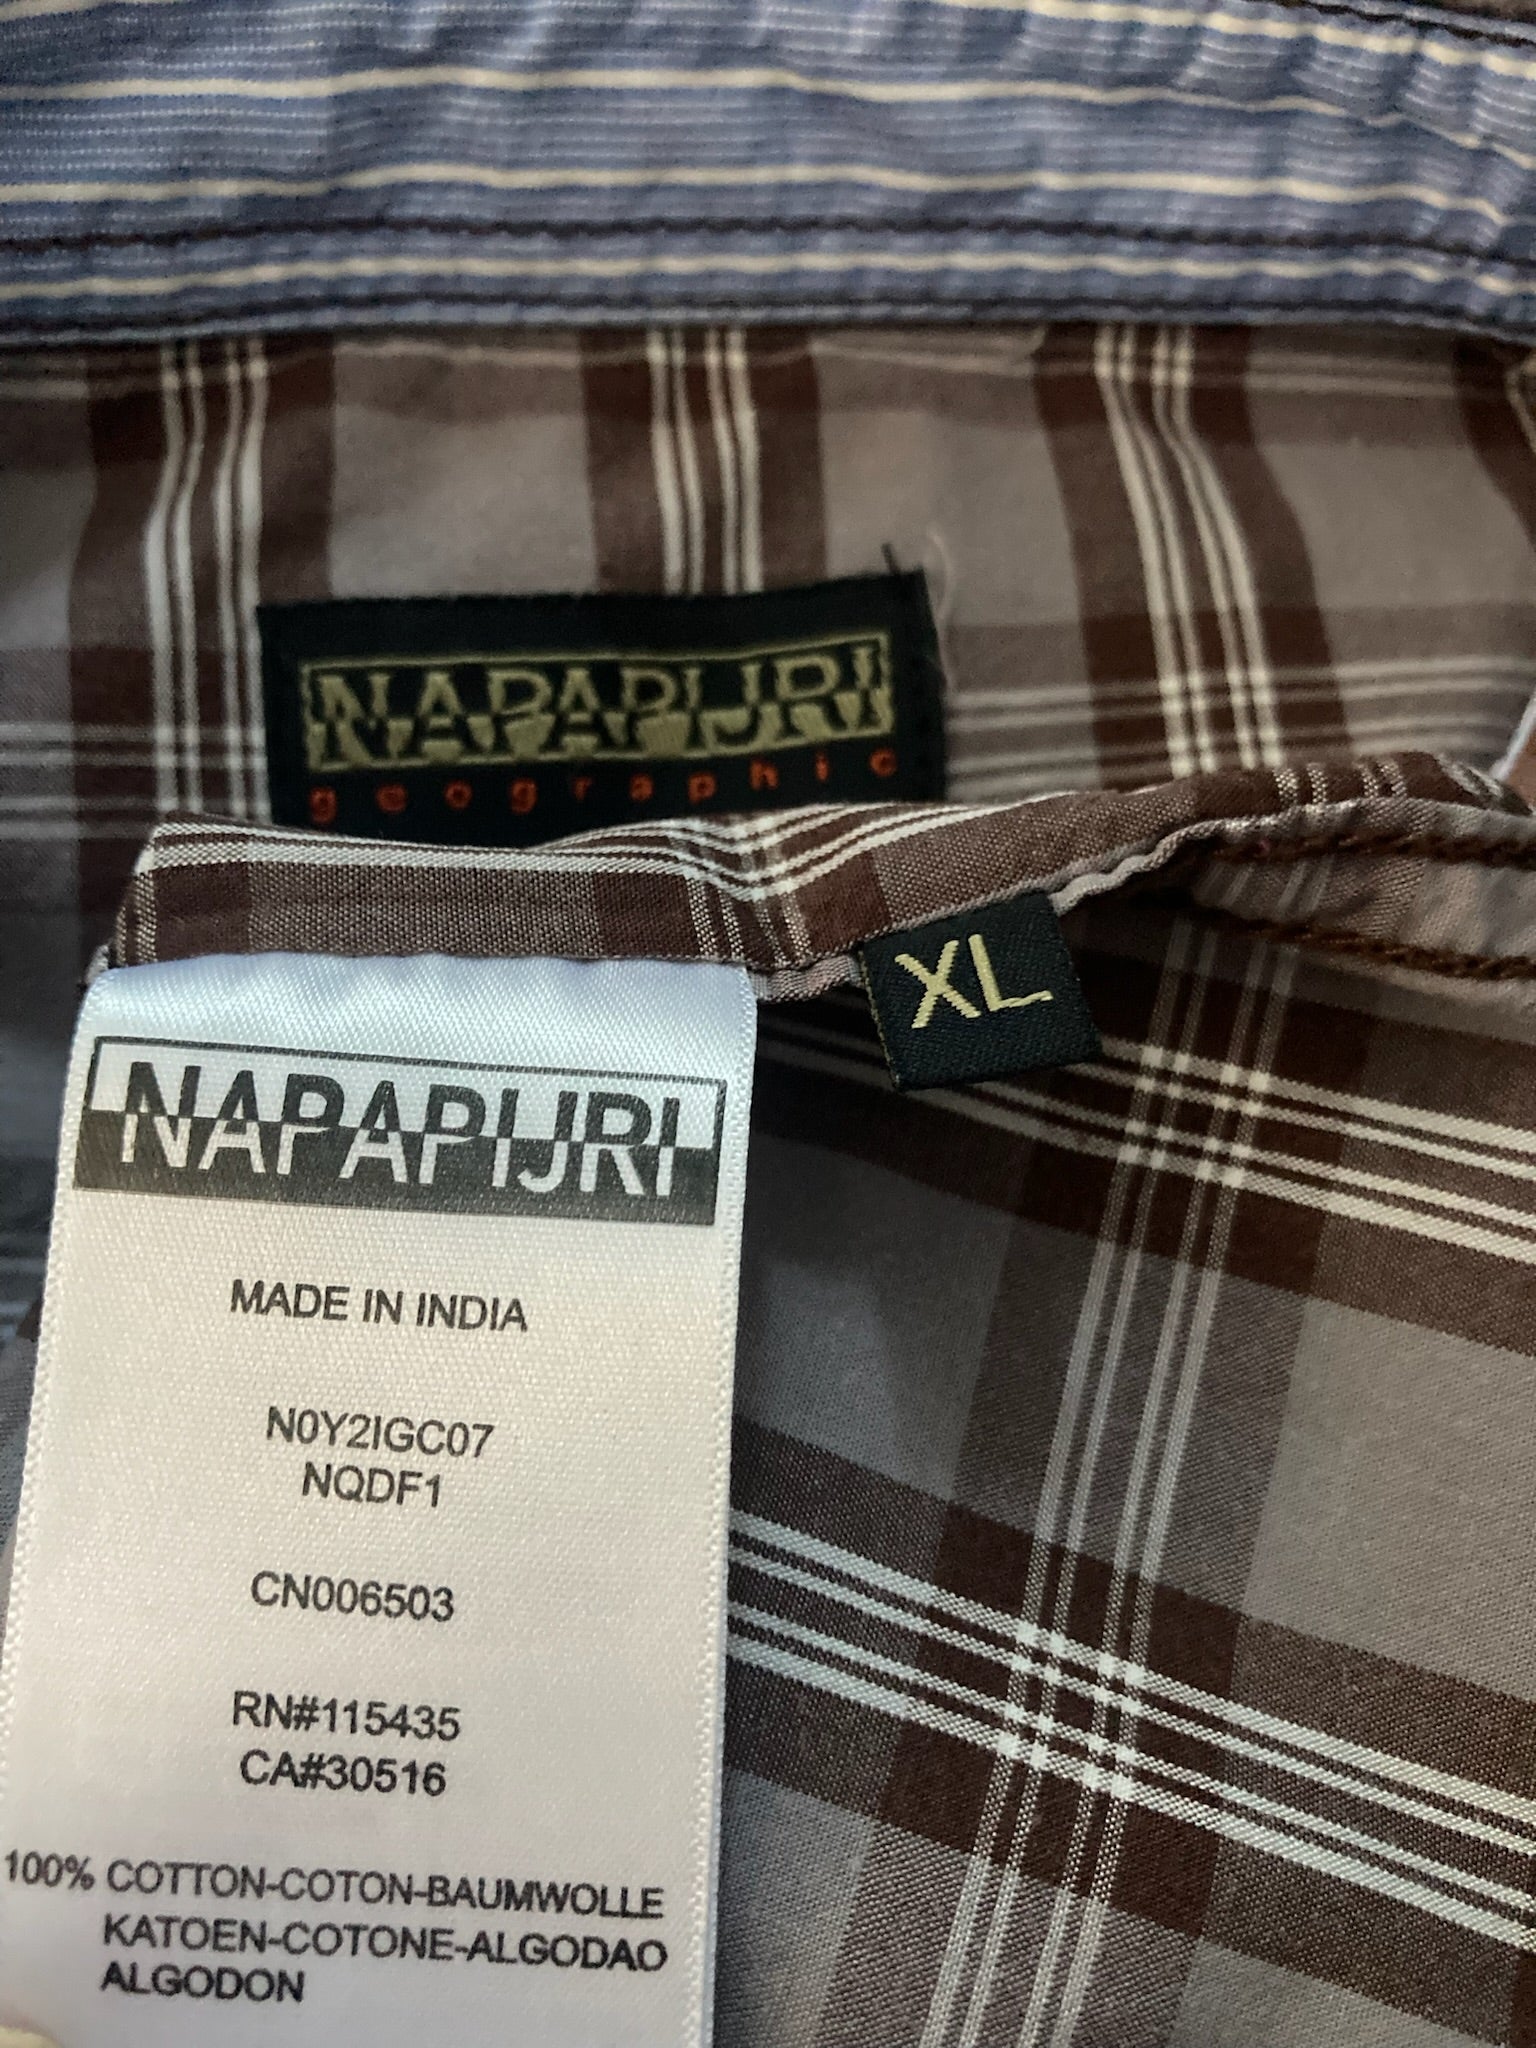 NAPAPIJRI
geographic
XL
NAPAPIJRI
MADE IN INDIA
N0Y2IGC07
NQDF1
CN006503
RN#115435
CA#30516
100% COTTON-COTON-BAUMWOLLE
KATOEN-COTONE-ALGODAO
ALGODON